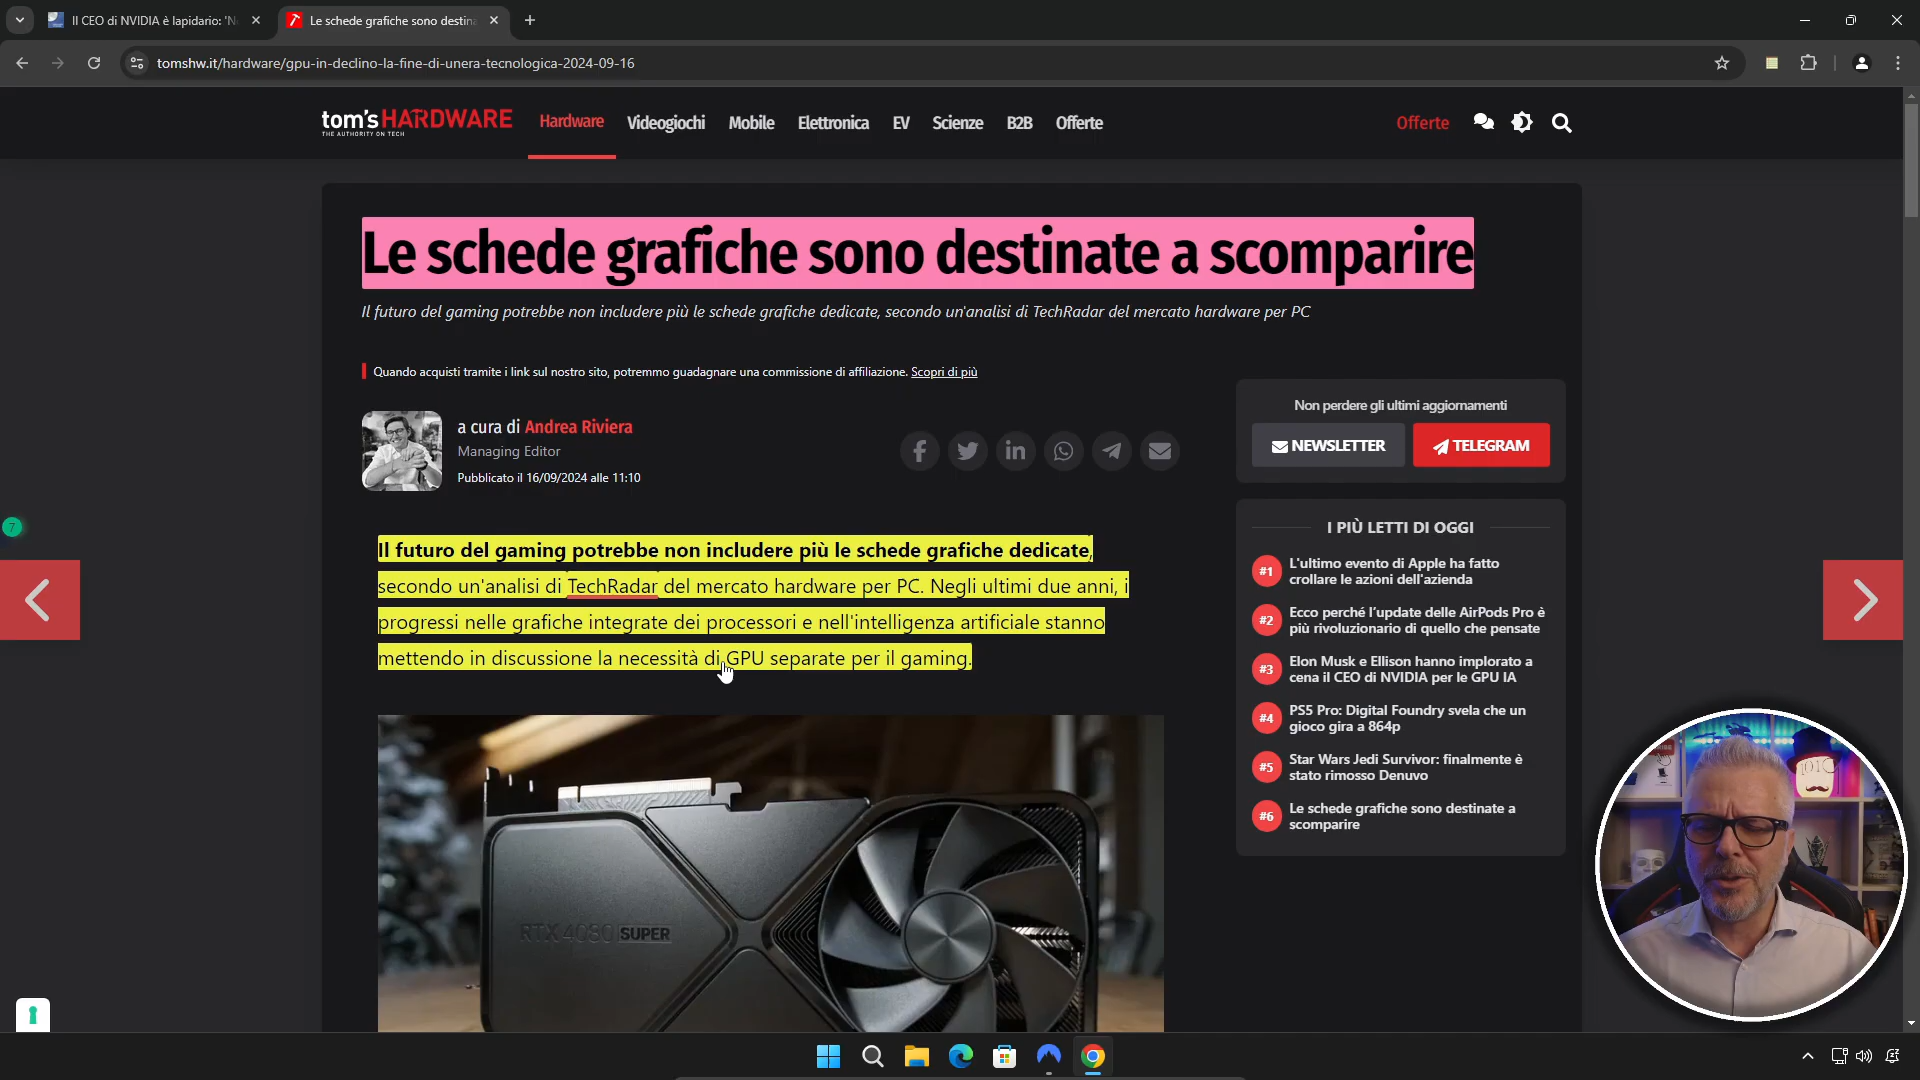 Il CEO di NVIDIA è lapidario: 'N
Le schede grafiche sono destina
tomshw.it/hardware/gpu-in-declino-la-fine-di-unera-tecnologica-2024-09-16
tom's HARDWARE
THE AUTHORITY ON TECH
Hardware
Videogiochi
Mobile
Elettronica
EV
Scienze
B2B
Offerte
Offerte
Le schede grafiche sono destinate a scomparire
Il futuro del gaming potrebbe non includere più le schede grafiche dedicate, secondo un'analisi di TechRadar del mercato hardware per PC
Quando acquisti tramite i link sul nostro sito, potremmo guadagnare una commissione di affiliazione. Scopri di più
a cura di Andrea Riviera
Managing Editor
Pubblicato il 16/09/2024 alle 11:10
Non perdere gli ultimi aggiornamenti
NEWSLETTER
TELEGRAM
7
Il futuro del gaming potrebbe non includere più le schede grafiche dedicate,
secondo un'analisi di TechRadar del mercato hardware per PC. Negli ultimi due anni, i
progressi nelle grafiche integrate dei processori e nell'intelligenza artificiale stanno
mettendo in discussione la necessità di GPU separate per il gaming.
I PIÙ LETTI DI OGGI
#1
L'ultimo evento di Apple ha fatto
crollare le azioni dell'azienda
#2
Ecco perché l'update delle AirPods Pro è
più rivoluzionario di quello che pensate
#3
Elon Musk e Ellison hanno implorato a
cena il CEO di NVIDIA per le GPU IA
#4
PS5 Pro: Digital Foundry svela che un
gioco gira a 864p
#5
Star Wars Jedi Survivor: finalmente è
stato rimosso Denuvo
#6
Le schede grafiche sono destinate a
scomparire
RTX 4080 SUPER